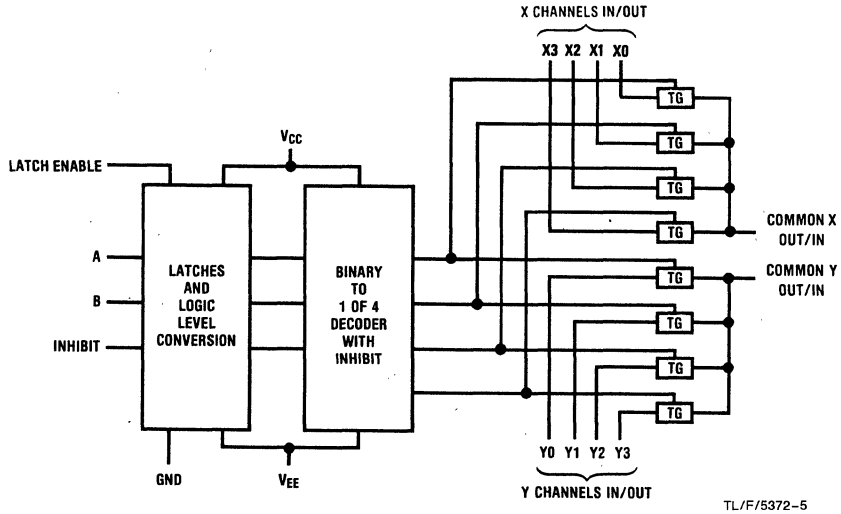 X CHANNELS IN/OUT
X3 X2 X1 X0
TG
TG
VCC
LATCH ENABLE
TG
COMMON X
OUT/IN
TG
A
LATCHES
AND
LOGIC
LEVEL
CONVERSION
BINARY
TO
1 OF 4
DECODER
WITH
INHIBIT
TG
COMMON Y
OUT/IN
B
TG
INHIBIT
TG
TG
Y0 Y1 Y2 Y3
GND
VEE
Y CHANNELS IN/OUT
TL/F/5372-5